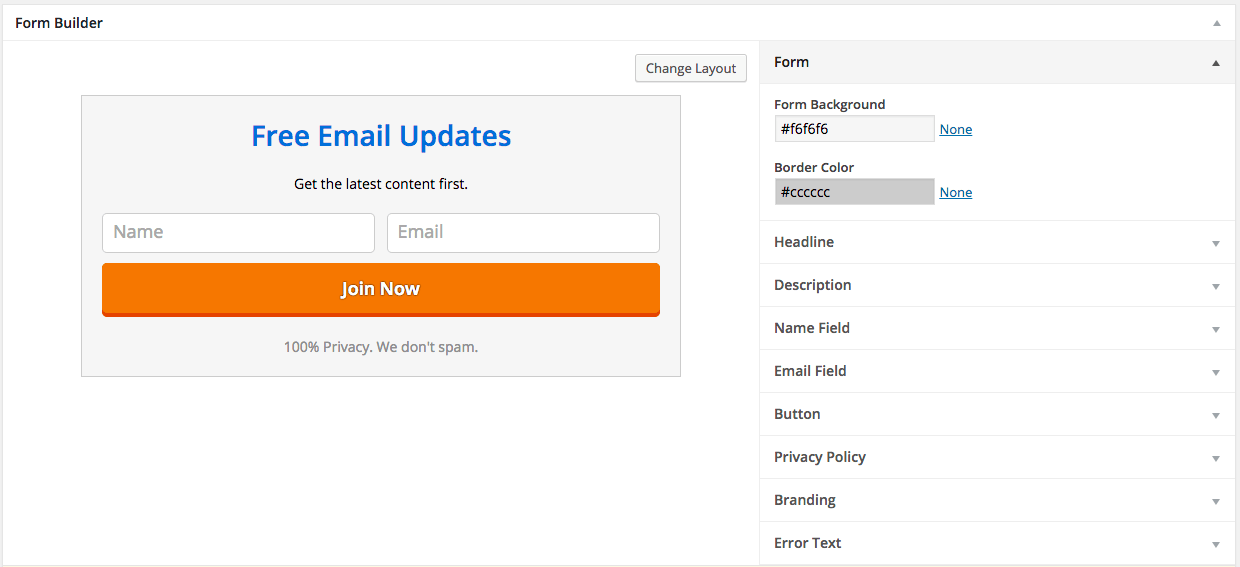 Form Builder
Change Layout
Free Email Updates
Get the latest content first.
Name Email
Join Now
100% Privacy. We don't spam.
Form
Form Background
#f6f6f6 None
Border Color
#cccccc None
Headline
Description
Name Field
Email Field
Button
Privacy Policy
Branding
Error Text